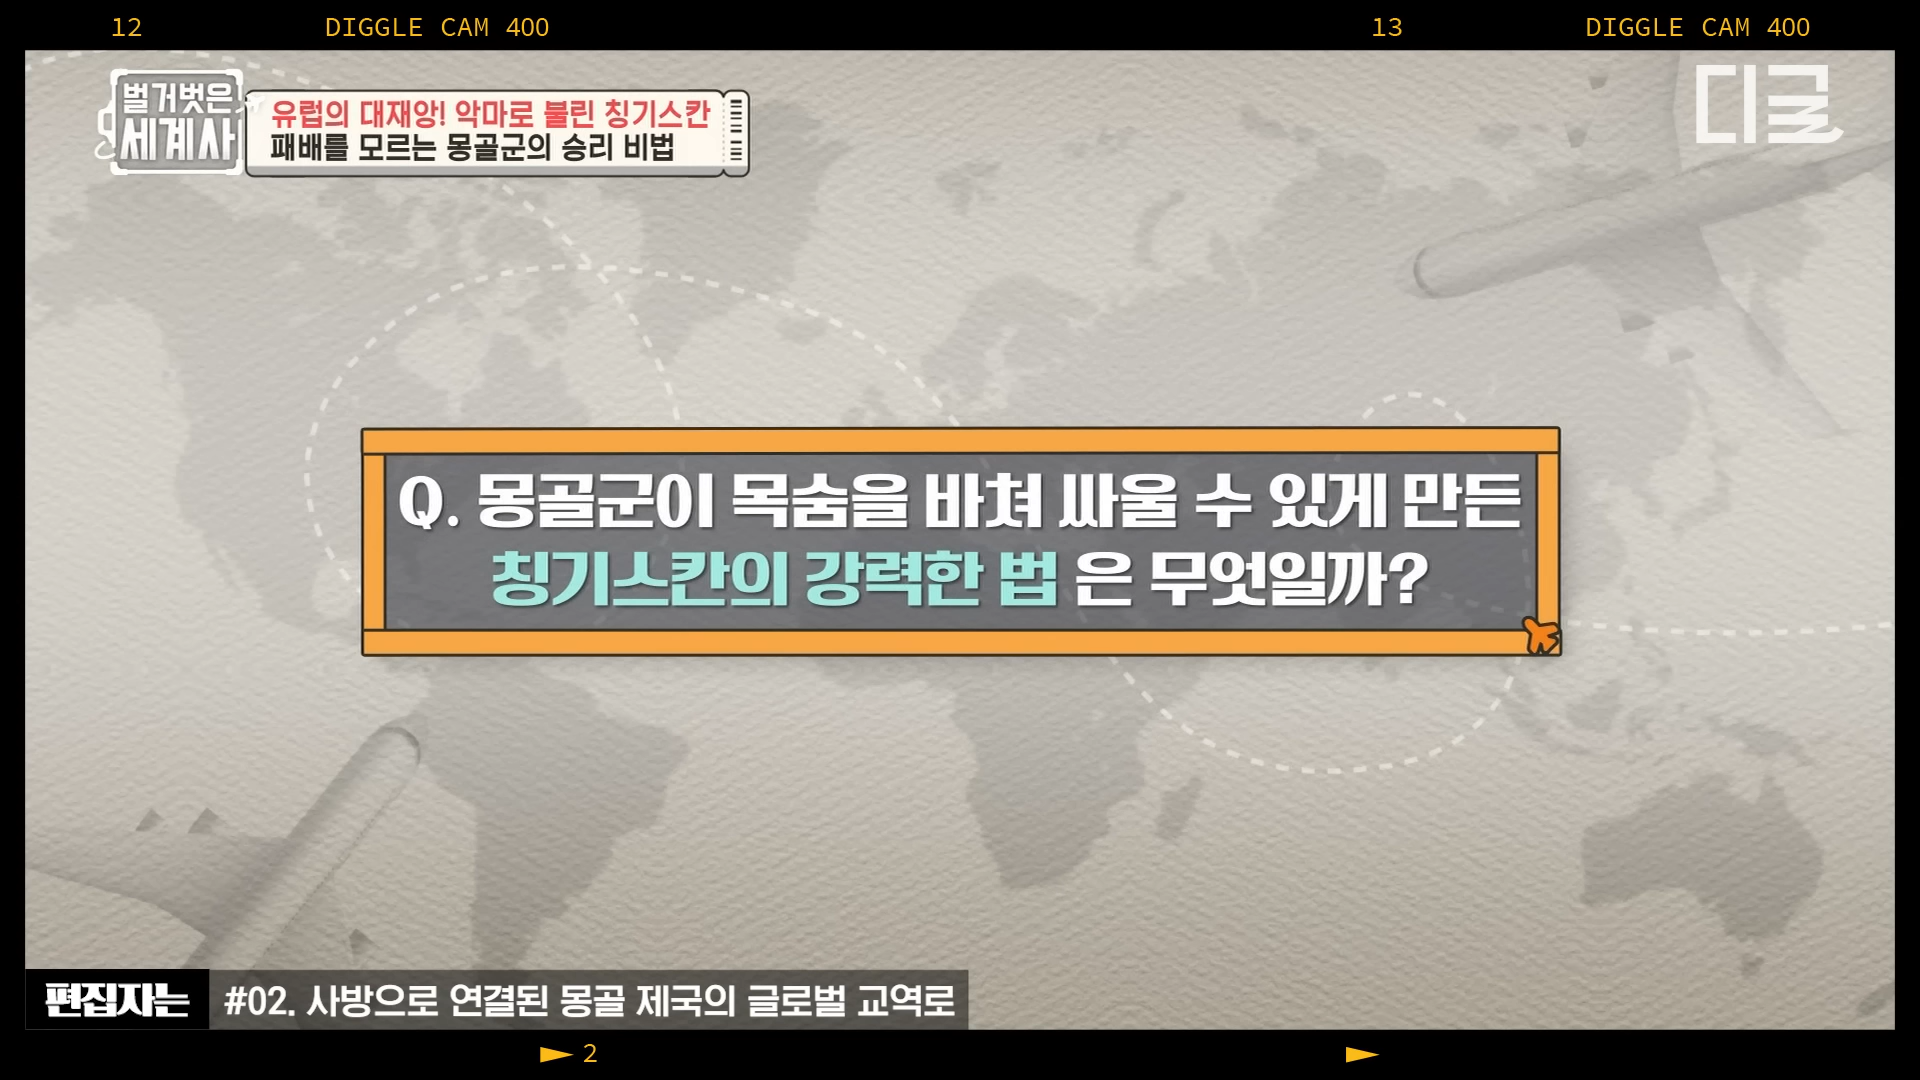 12 DIGGLE CAM 400 13 DIGGLE CAM 400
벌거벗은
세계사
유럽의 대재앙! 악마로 불린 칭기스칸
패배를 모르는 몽골군의 승리 비법
디글
Q. 몽골군이 목숨을 바쳐 싸울 수 있게 만든
칭기스칸의 강력한 법 은 무엇일까?
편집자는 #02. 사방으로 연결된 몽골 제국의 글로벌 교역로
2